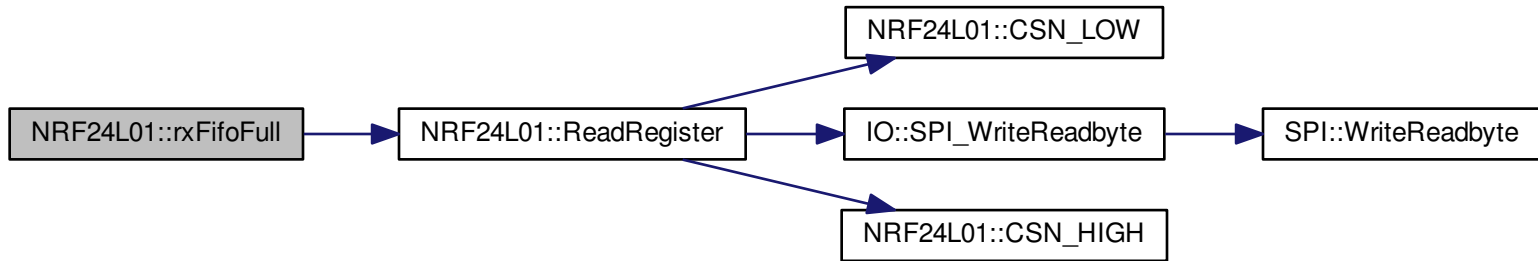 NRF24L01::rxFifoFull
NRF24L01::ReadRegister
NRF24L01::CSN_LOW
IO::SPI_WriteReadbyte
SPI::WriteReadbyte
NRF24L01::CSN_HIGH